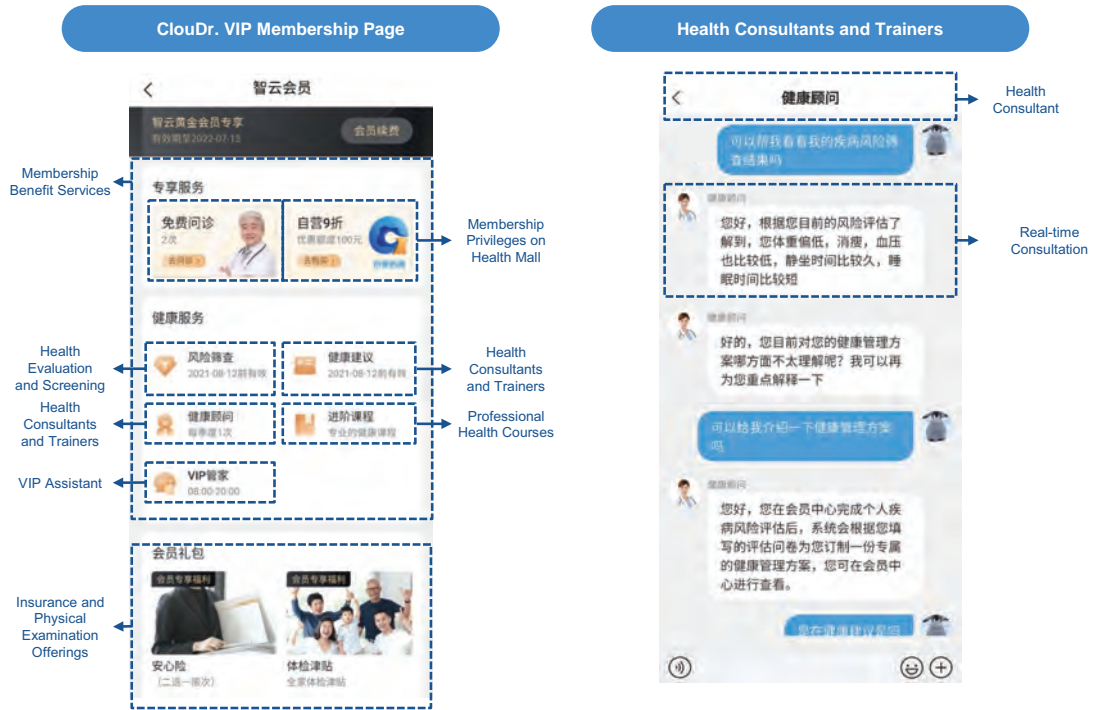 ClouDr. VIP Membership Page
智云会员
智云黄金会员专享
有效期至2022-07-15
会员续费
Membership
Benefit Services
专享服务
免费问诊
2次
去问诊
自营9折
优惠额度100元
去购买
Membership
Privileges on
Health Mall
健康服务
Health
Evaluation
and Screening
风险筛查
2021-08-12前有效
健康建议
2021-08-12前有效
Health
Consultants
and Trainers
Health
Consultants
and Trainers
健康顾问
每季度1次
进阶课程
专业的健康课程
Professional
Health Courses
VIP Assistant
VIP管家
08:00-20:00
会员礼包
会员专享福利
会员专享福利
Insurance and
Physical
Examination
Offerings
安心险
体检津贴
全家体检津贴
Health Consultants and Trainers
健康顾问
Health
Consultant
可以帮我看看我的疾病风险筛
查结果吗
健康顾问
您好，根据您目前的风险评估了
解到，您体重偏低，消瘦，血压
也比较低，静坐时间比较久，睡
眠时间比较短
Real-time
Consultation
健康顾问
好的，您目前对您的健康管理方
案哪方面不太理解呢？我可以再
为您重点解释一下
可以给我介绍一下健康管理方案
吗
健康顾问
您好，您在会员中心完成个人疾
病风险评估后，系统会根据您填
写的评估问卷为您订制一份专属
的健康管理方案，您可在会员中
心进行查看。
是在健康建议是吗